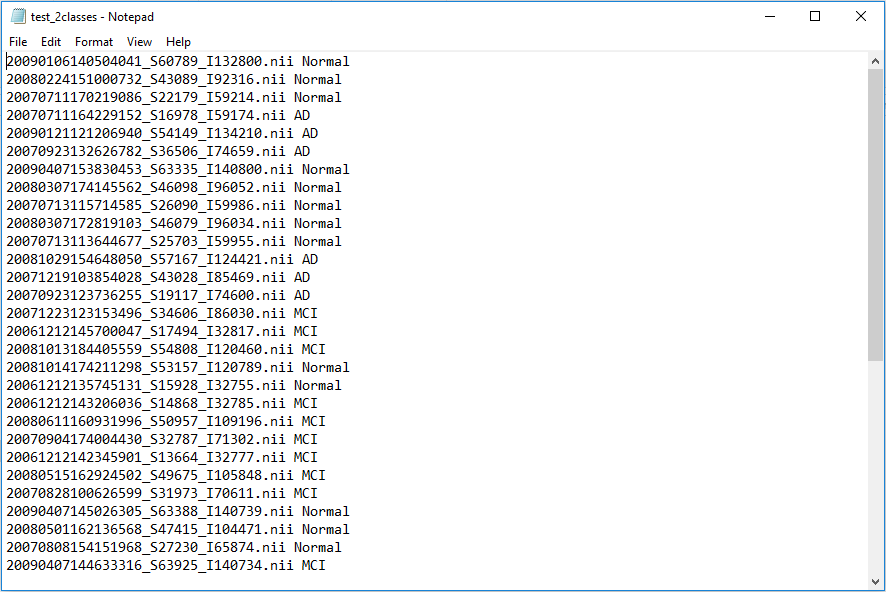 test_2classes - Notepad
File Edit Format View Help
20090106140504041_S60789_I132800.nii Normal
20080224151000732_S43089_I92316.nii Normal
20070711170219086_S22179_I59214.nii Normal
20070711164229152_S16978_I59174.nii AD
20090121121206940_S54149_I134210.nii AD
20070923132626782_S36506_I74659.nii AD
20090407153830453_S63335_I140800.nii Normal
20080307174145562_S46098_I96052.nii Normal
20070713115714585_S26090_I59986.nii Normal
20080307172819103_S46079_I96034.nii Normal
20070713113644677_S25703_I59955.nii Normal
20081029154648050_S57167_I124421.nii AD
20071219103854028_S43028_I85469.nii AD
20070923123736255_S19117_I74600.nii AD
20071223123153496_S34606_I86030.nii MCI
20061212145700047_S17494_I32817.nii MCI
20081013184405559_S54808_I120460.nii MCI
20081014174211298_S53157_I120789.nii Normal
20061212135745131_S15928_I32755.nii Normal
20061212143206036_S14868_I32785.nii MCI
20080611160931996_S50957_I109196.nii MCI
20070904174004430_S32787_I71302.nii MCI
20061212142345901_S13664_I32777.nii MCI
20080515162924502_S49675_I105848.nii MCI
20070828100626599_S31973_I70611.nii MCI
20090407145026305_S63388_I140739.nii Normal
20080501162136568_S47415_I104471.nii Normal
20070808154151968_S27230_I65874.nii Normal
20090407144633316_S63925_I140734.nii MCI